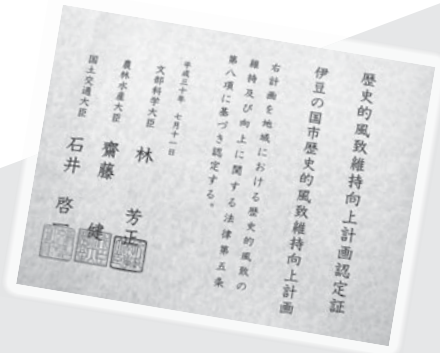 歴史的風致維持向上計画認定証
伊豆の国市歴史的風致維持向上計画
右計画を地域における歴史的風致の
維持及び向上に関する法律第五条
第八項に基づき認定する。
平成三十年 七月十一日
文部科学大臣 林 芳正
農林水産大臣 齋藤 健
国土交通大臣 石井 啓一